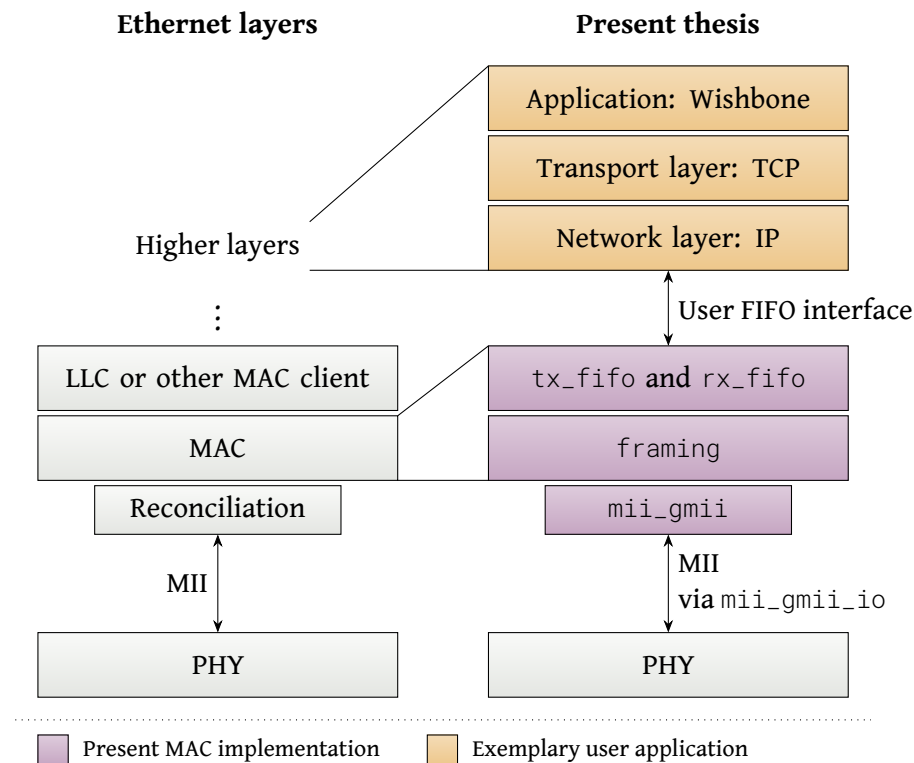 Ethernet layers
Present thesis
Application: Wishbone
Transport layer: TCP
Network layer: IP
Higher layers
⋮
User FIFO interface
LLC or other MAC client
tx_fifo and rx_fifo
MAC
framing
Reconciliation
mii_gmii
MII
MII
via mii_gmii_io
PHY
PHY
Present MAC implementation
Exemplary user application